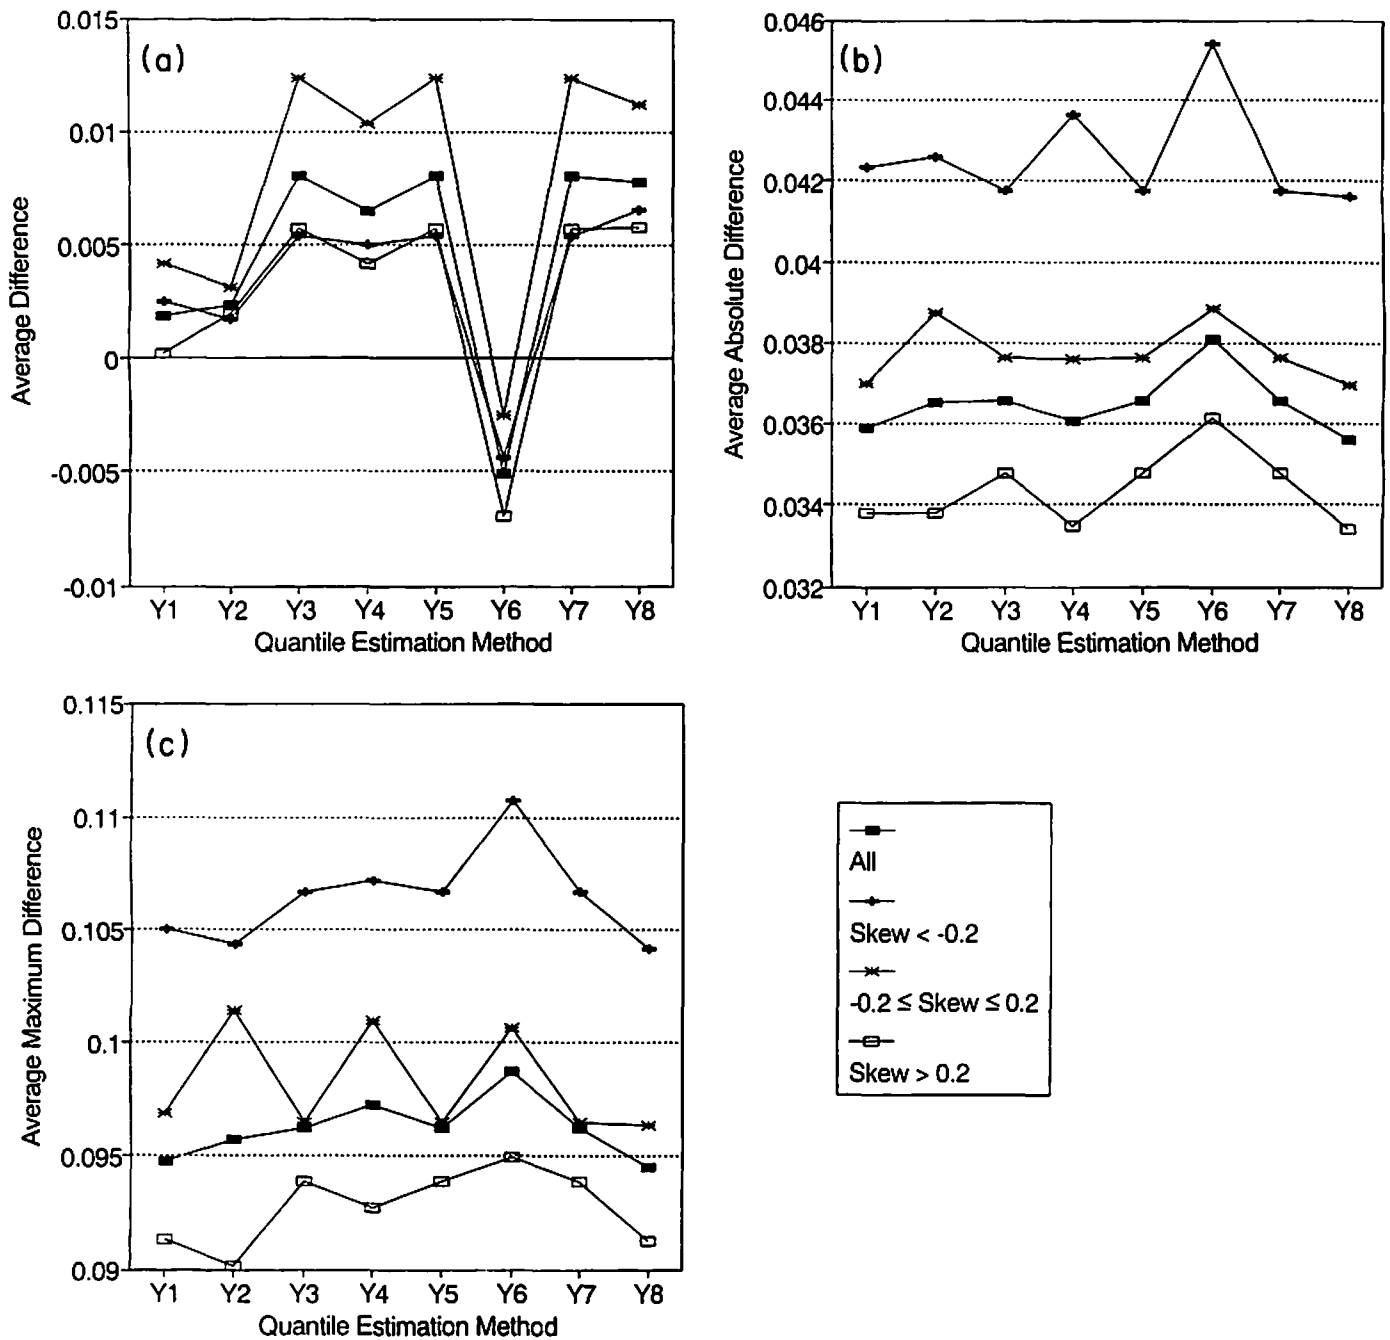 (a)
0.015
0.01
0.005
0
-0.005
-0.01
Average Difference
Y1 Y2 Y3 Y4 Y5 Y6 Y7 Y8
Quantile Estimation Method
(b)
0.046
0.044
0.042
0.04
0.038
0.036
0.034
0.032
Average Absolute Difference
Y1 Y2 Y3 Y4 Y5 Y6 Y7 Y8
Quantile Estimation Method
(c)
0.115
0.11
0.105
0.1
0.095
0.09
Average Maximum Difference
Y1 Y2 Y3 Y4 Y5 Y6 Y7 Y8
Quantile Estimation Method
All
Skew < -0.2
-0.2 ≤ Skew ≤ 0.2
Skew > 0.2